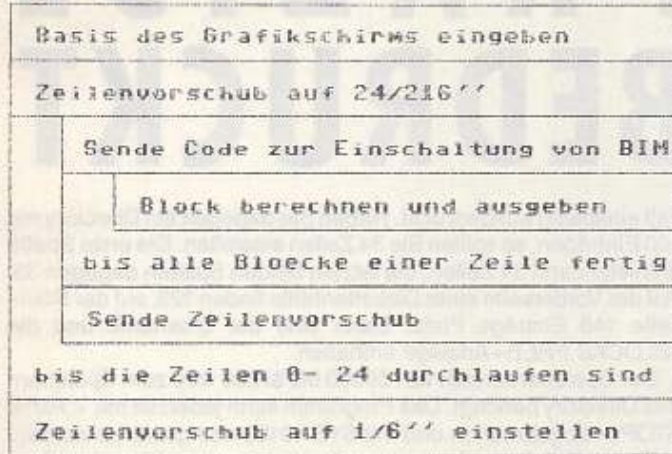 Basis des Grafikschirms eingeben
Zeilenvorschub auf 24/216''
Sende Code zur Einschaltung von BIM
Block berechnen und ausgeben
bis alle Bloecke einer Zeile fertig
Sende Zeilenvorschub
bis die Zeilen 0- 24 durchlaufen sind
Zeilenvorschub auf 1/6'' einstellen